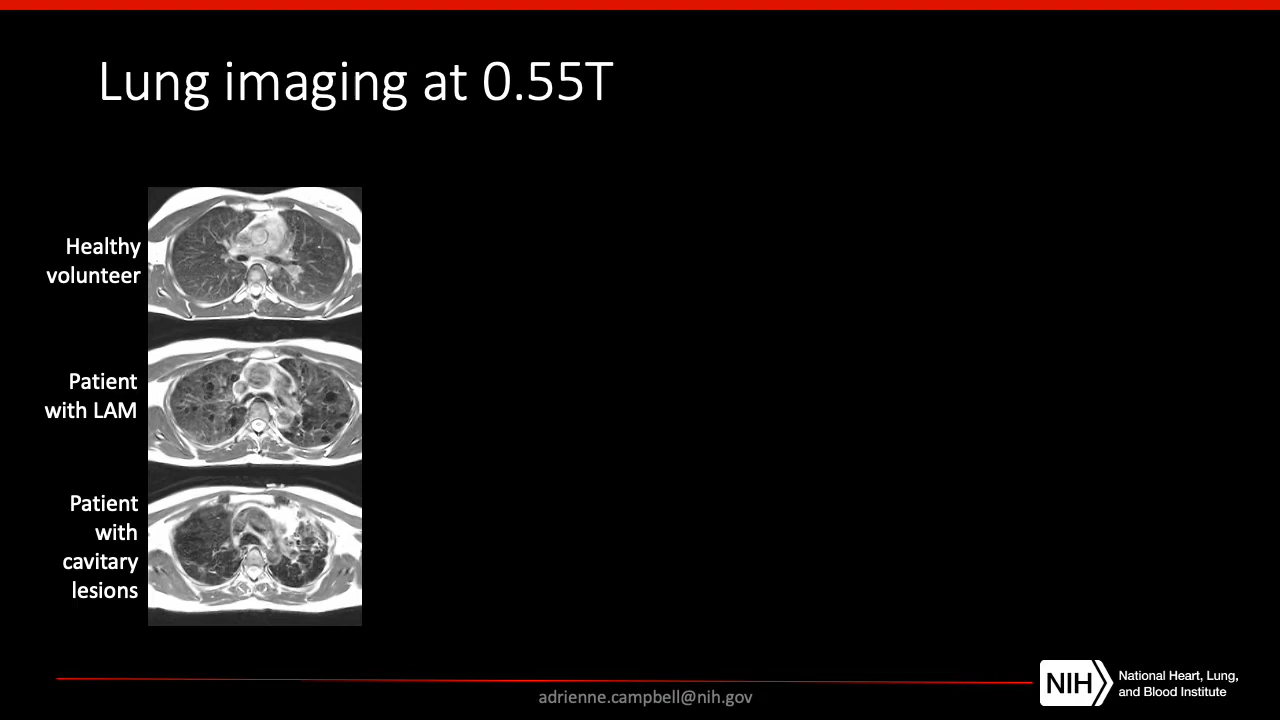 Lung imaging at 0.55T
Healthy
volunteer
Patient
with LAM
Patient
with
cavitary
lesions
adrienne.campbell@nih.gov
NIH
National Heart, Lung,
and Blood Institute